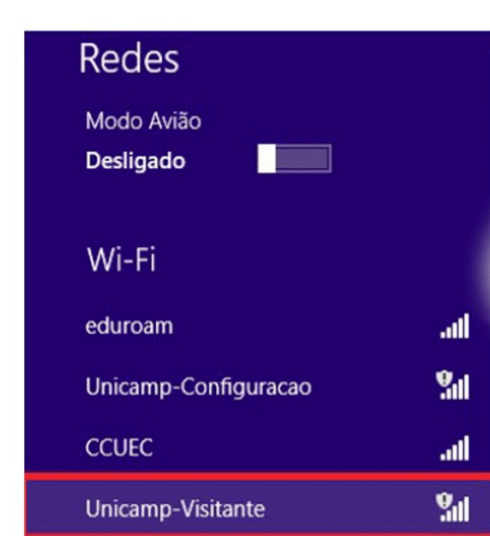 Redes
Modo Avião
Desligado
Wi-Fi
eduroam
Unicamp-Configuracao
CCUEC
Unicamp-Visitante